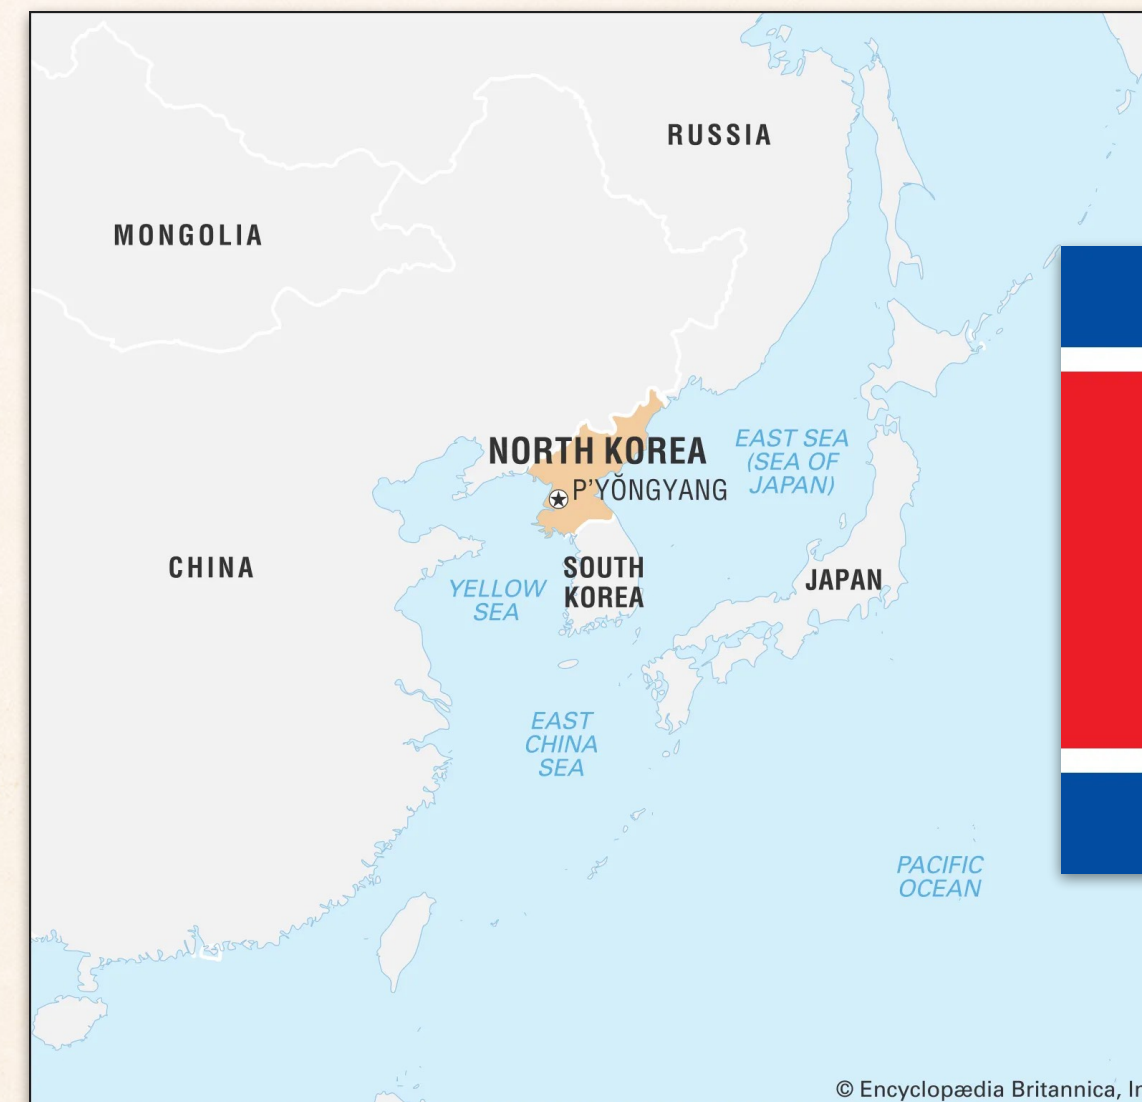 RUSSIA
MONGOLIA
NORTH KOREA
P'YŎNGYANG
EAST SEA
(SEA OF
JAPAN)
CHINA
SOUTH
KOREA
YELLOW
SEA
JAPAN
EAST
CHINA
SEA
PACIFIC
OCEAN
© Encyclopædia Britannica, In